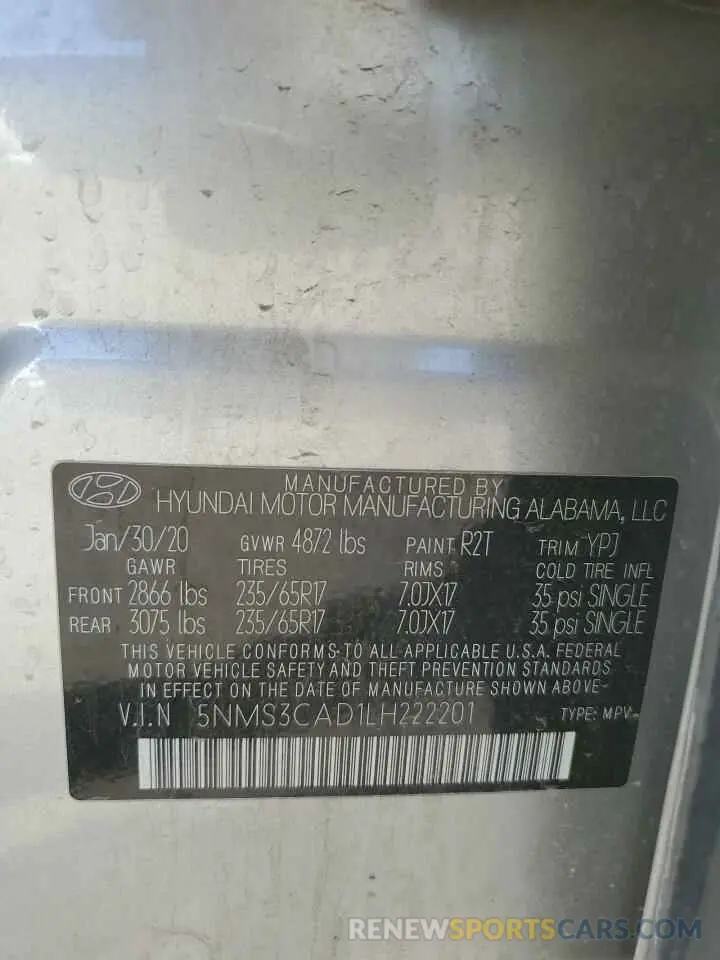 MANUFACTURED BY
HYUNDAI MOTOR MANUFACTURING ALABAMA, LLC
Jan/30/20 GVWR 4872 lbs PAINT R2T TRIM YPJ
GAWR TIRES RIMS COLD TIRE INFL
FRONT 2866 lbs 235/65R17 7.0JX17 35 psi SINGLE
REAR 3075 lbs 235/65R17 7.0JX17 35 psi SINGLE
THIS VEHICLE CONFORMS TO ALL APPLICABLE U.S.A. FEDERAL
MOTOR VEHICLE SAFETY AND THEFT PREVENTION STANDARDS
IN EFFECT ON THE DATE OF MANUFACTURE SHOWN ABOVE-
V.I.N 5NMS3CAD1LH222201 TYPE: MPV
RENEWSPORTSCARS.COM